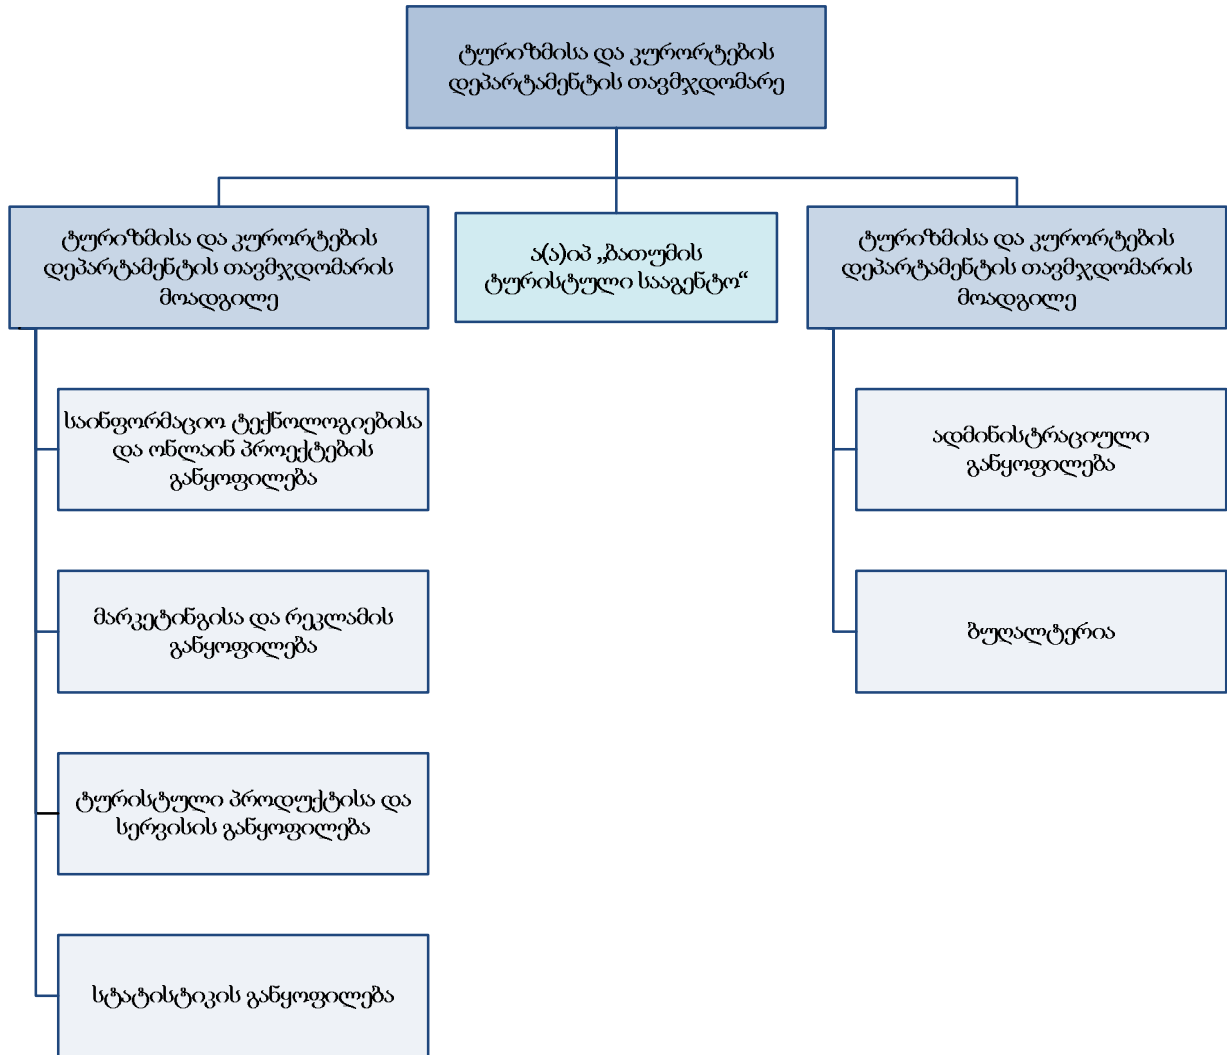 ტურიზმისა და კურორტების
დეპარტამენტის თავმჯდომარე
ტურიზმისა და კურორტების
დეპარტამენტის თავმჯდომარის
მოადგილე
ა(ა)იპ „ბათუმის
ტურისტული სააგენტო“
ტურიზმისა და კურორტების
დეპარტამენტის თავმჯდომარის
მოადგილე
საინფორმაციო ტექნოლოგიებისა
და ონლაინ პროექტების
განყოფილება
მარკეტინგისა და რეკლამის
განყოფილება
ტურისტული პროდუქტისა და
სერვისის განყოფილება
სტატისტიკის განყოფილება
ადმინისტრაციული
განყოფილება
ბუღალტერია